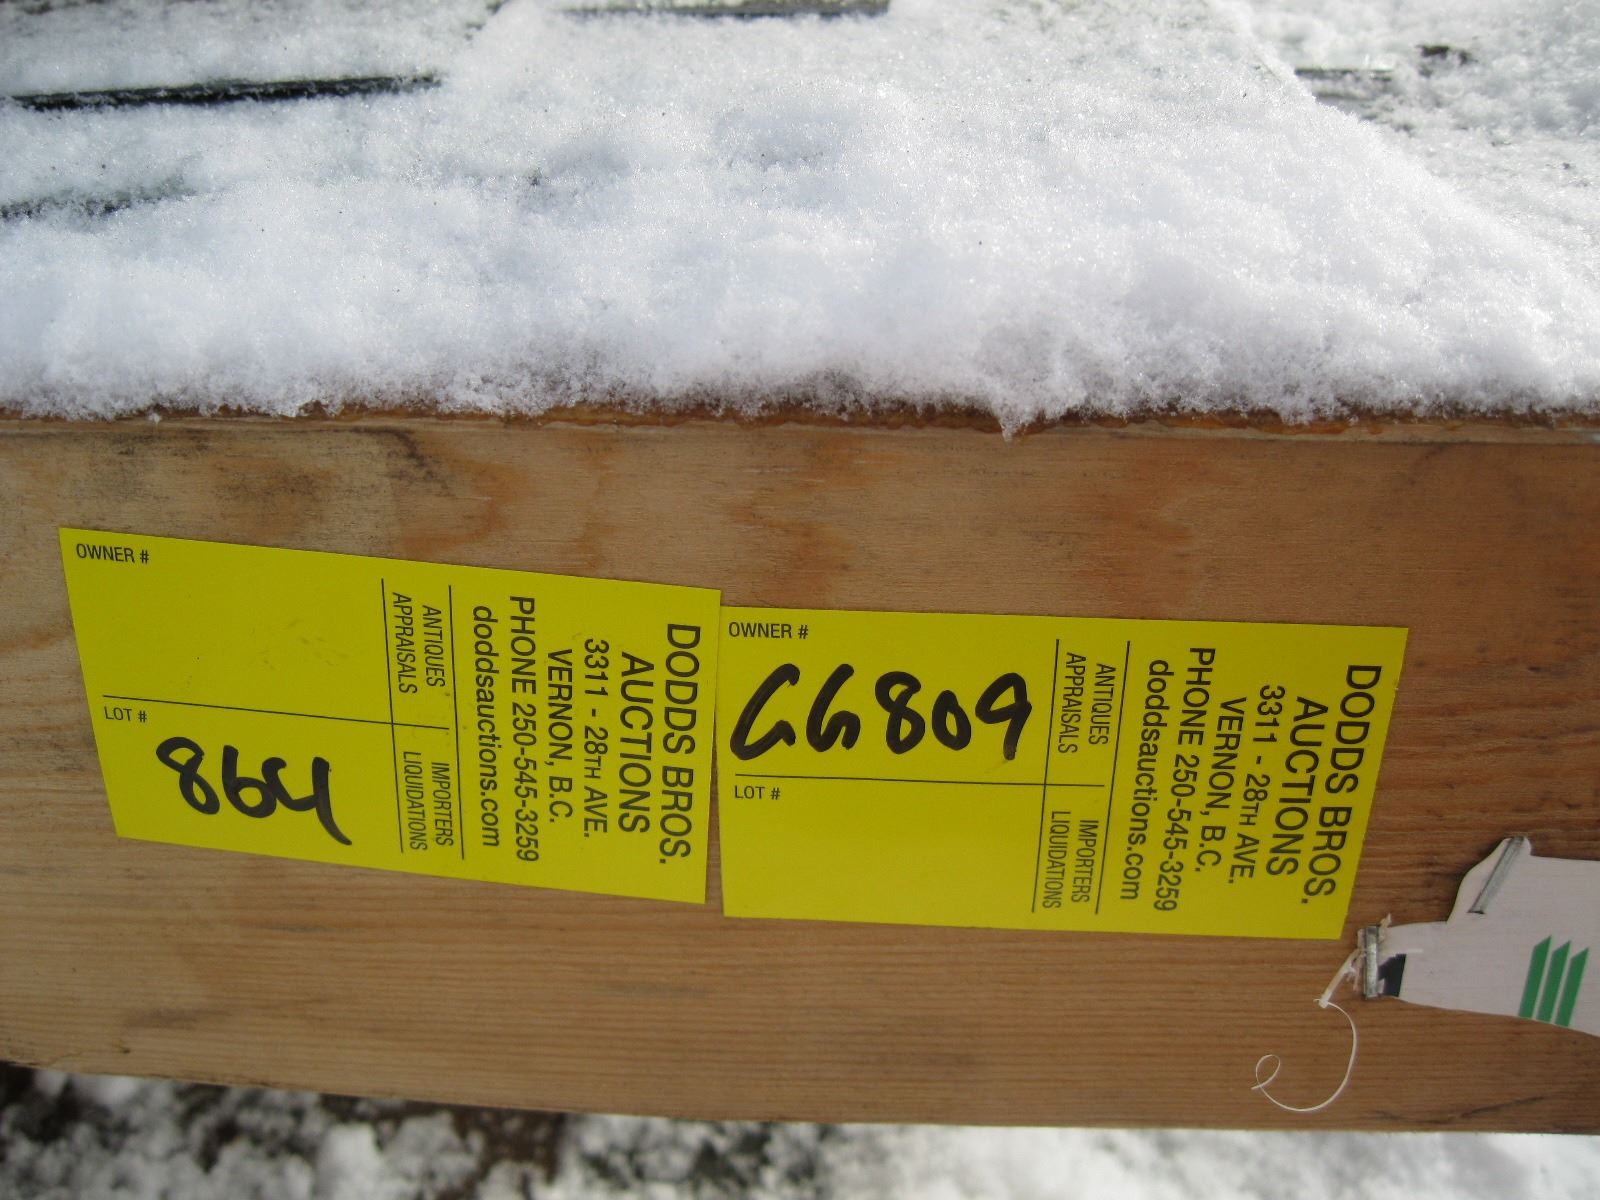 OWNER #
LOT #
864
ANTIQUES IMPORTERS
APPRAISALS LIQUIDATIONS
DODDS BROS.
AUCTIONS
3311 - 28TH AVE.
VERNON, B.C.
PHONE 250-545-3259
doddsauctions.com
OWNER #
GG809
LOT #
ANTIQUES IMPORTERS
APPRAISALS LIQUIDATIONS
DODDS BROS.
AUCTIONS
3311 - 28TH AVE.
VERNON, B.C.
PHONE 250-545-3259
doddsauctions.com